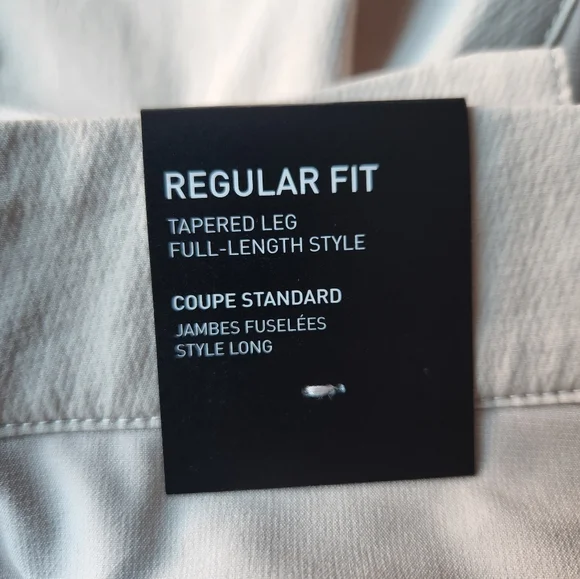 REGULAR FIT
TAPERED LEG
FULL-LENGTH STYLE
COUPE STANDARD
JAMBES FUSELÉES
STYLE LONG